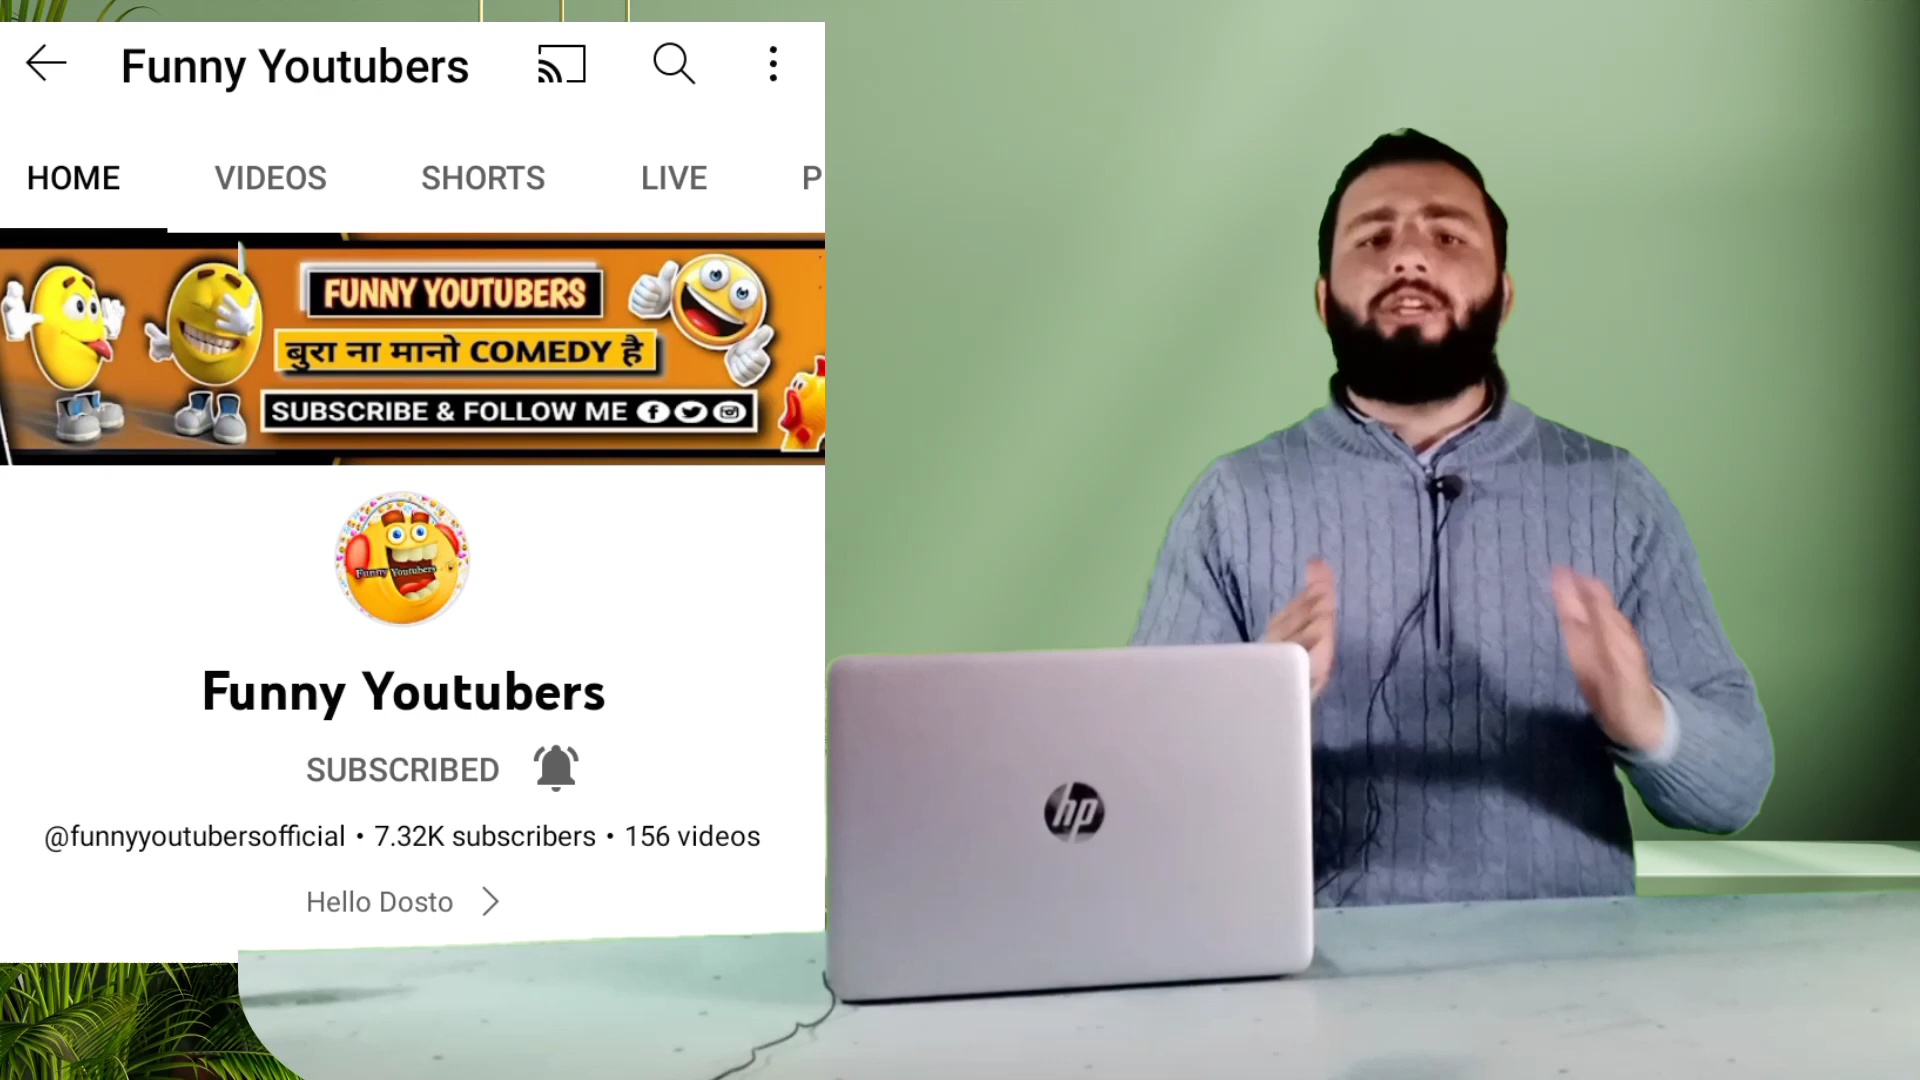 Funny Youtubers
HOME VIDEOS SHORTS LIVE P
FUNNY YOUTUBERS
बुरा ना मानो COMEDY है
SUBSCRIBE & FOLLOW ME
Funny Youtubers
Funny Youtubers
SUBSCRIBED
@funnyyoutubersofficial • 7.32K subscribers • 156 videos
Hello Dosto
hp